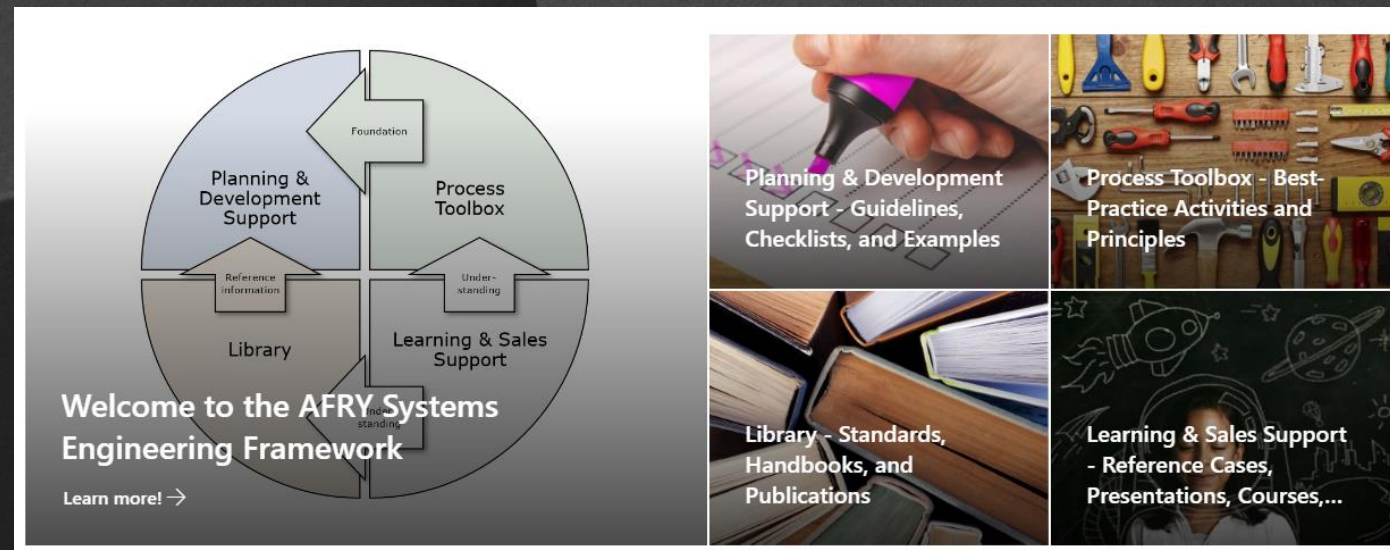 Foundation
Planning &
Development
Support
Process
Toolbox
Reference
information
Under-
standing
Library
Learning & Sales
Support
Under-
standing
Welcome to the AFRY Systems
Engineering Framework
Learn more! →
Planning & Development
Support - Guidelines,
Checklists, and Examples
Process Toolbox - Best-
Practice Activities and
Principles
Library - Standards,
Handbooks, and
Publications
Learning & Sales Support
- Reference Cases,
Presentations, Courses,...